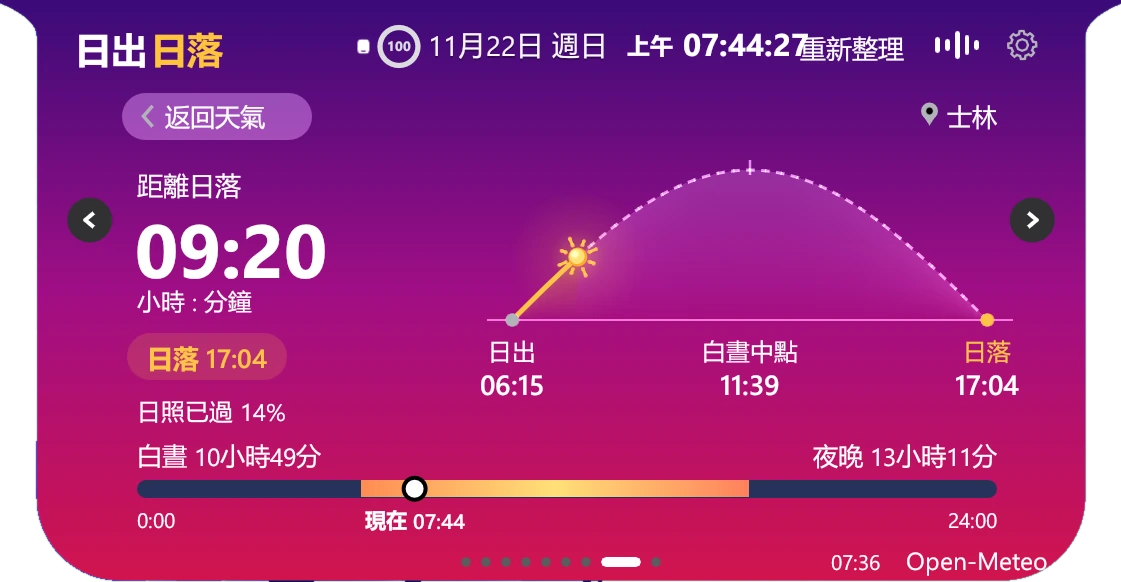 日出日落
100 11月22日 週日 上午 07:44:27 重新整理
返回天氣
士林
距離日落
09:20
小時 : 分鐘
日落 17:04
日照已過 14%
日出
06:15
白晝中點
11:39
日落
17:04
白晝 10小時49分
夜晚 13小時11分
0:00
現在 07:44
24:00
07:36 Open-Meteo